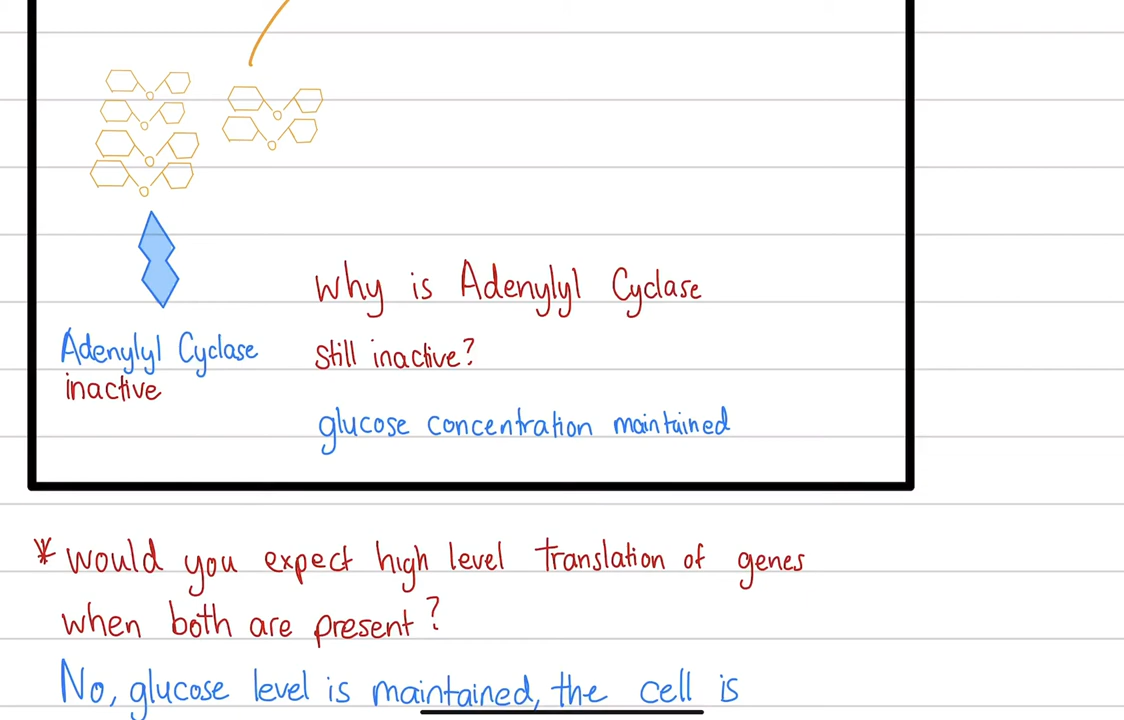 Why is Adenylyl Cyclase
still inactive?
Adenylyl Cyclase
inactive
glucose concentration maintained
* Would you expect high level translation of genes
when both are present?
No, glucose level is maintained, the cell is